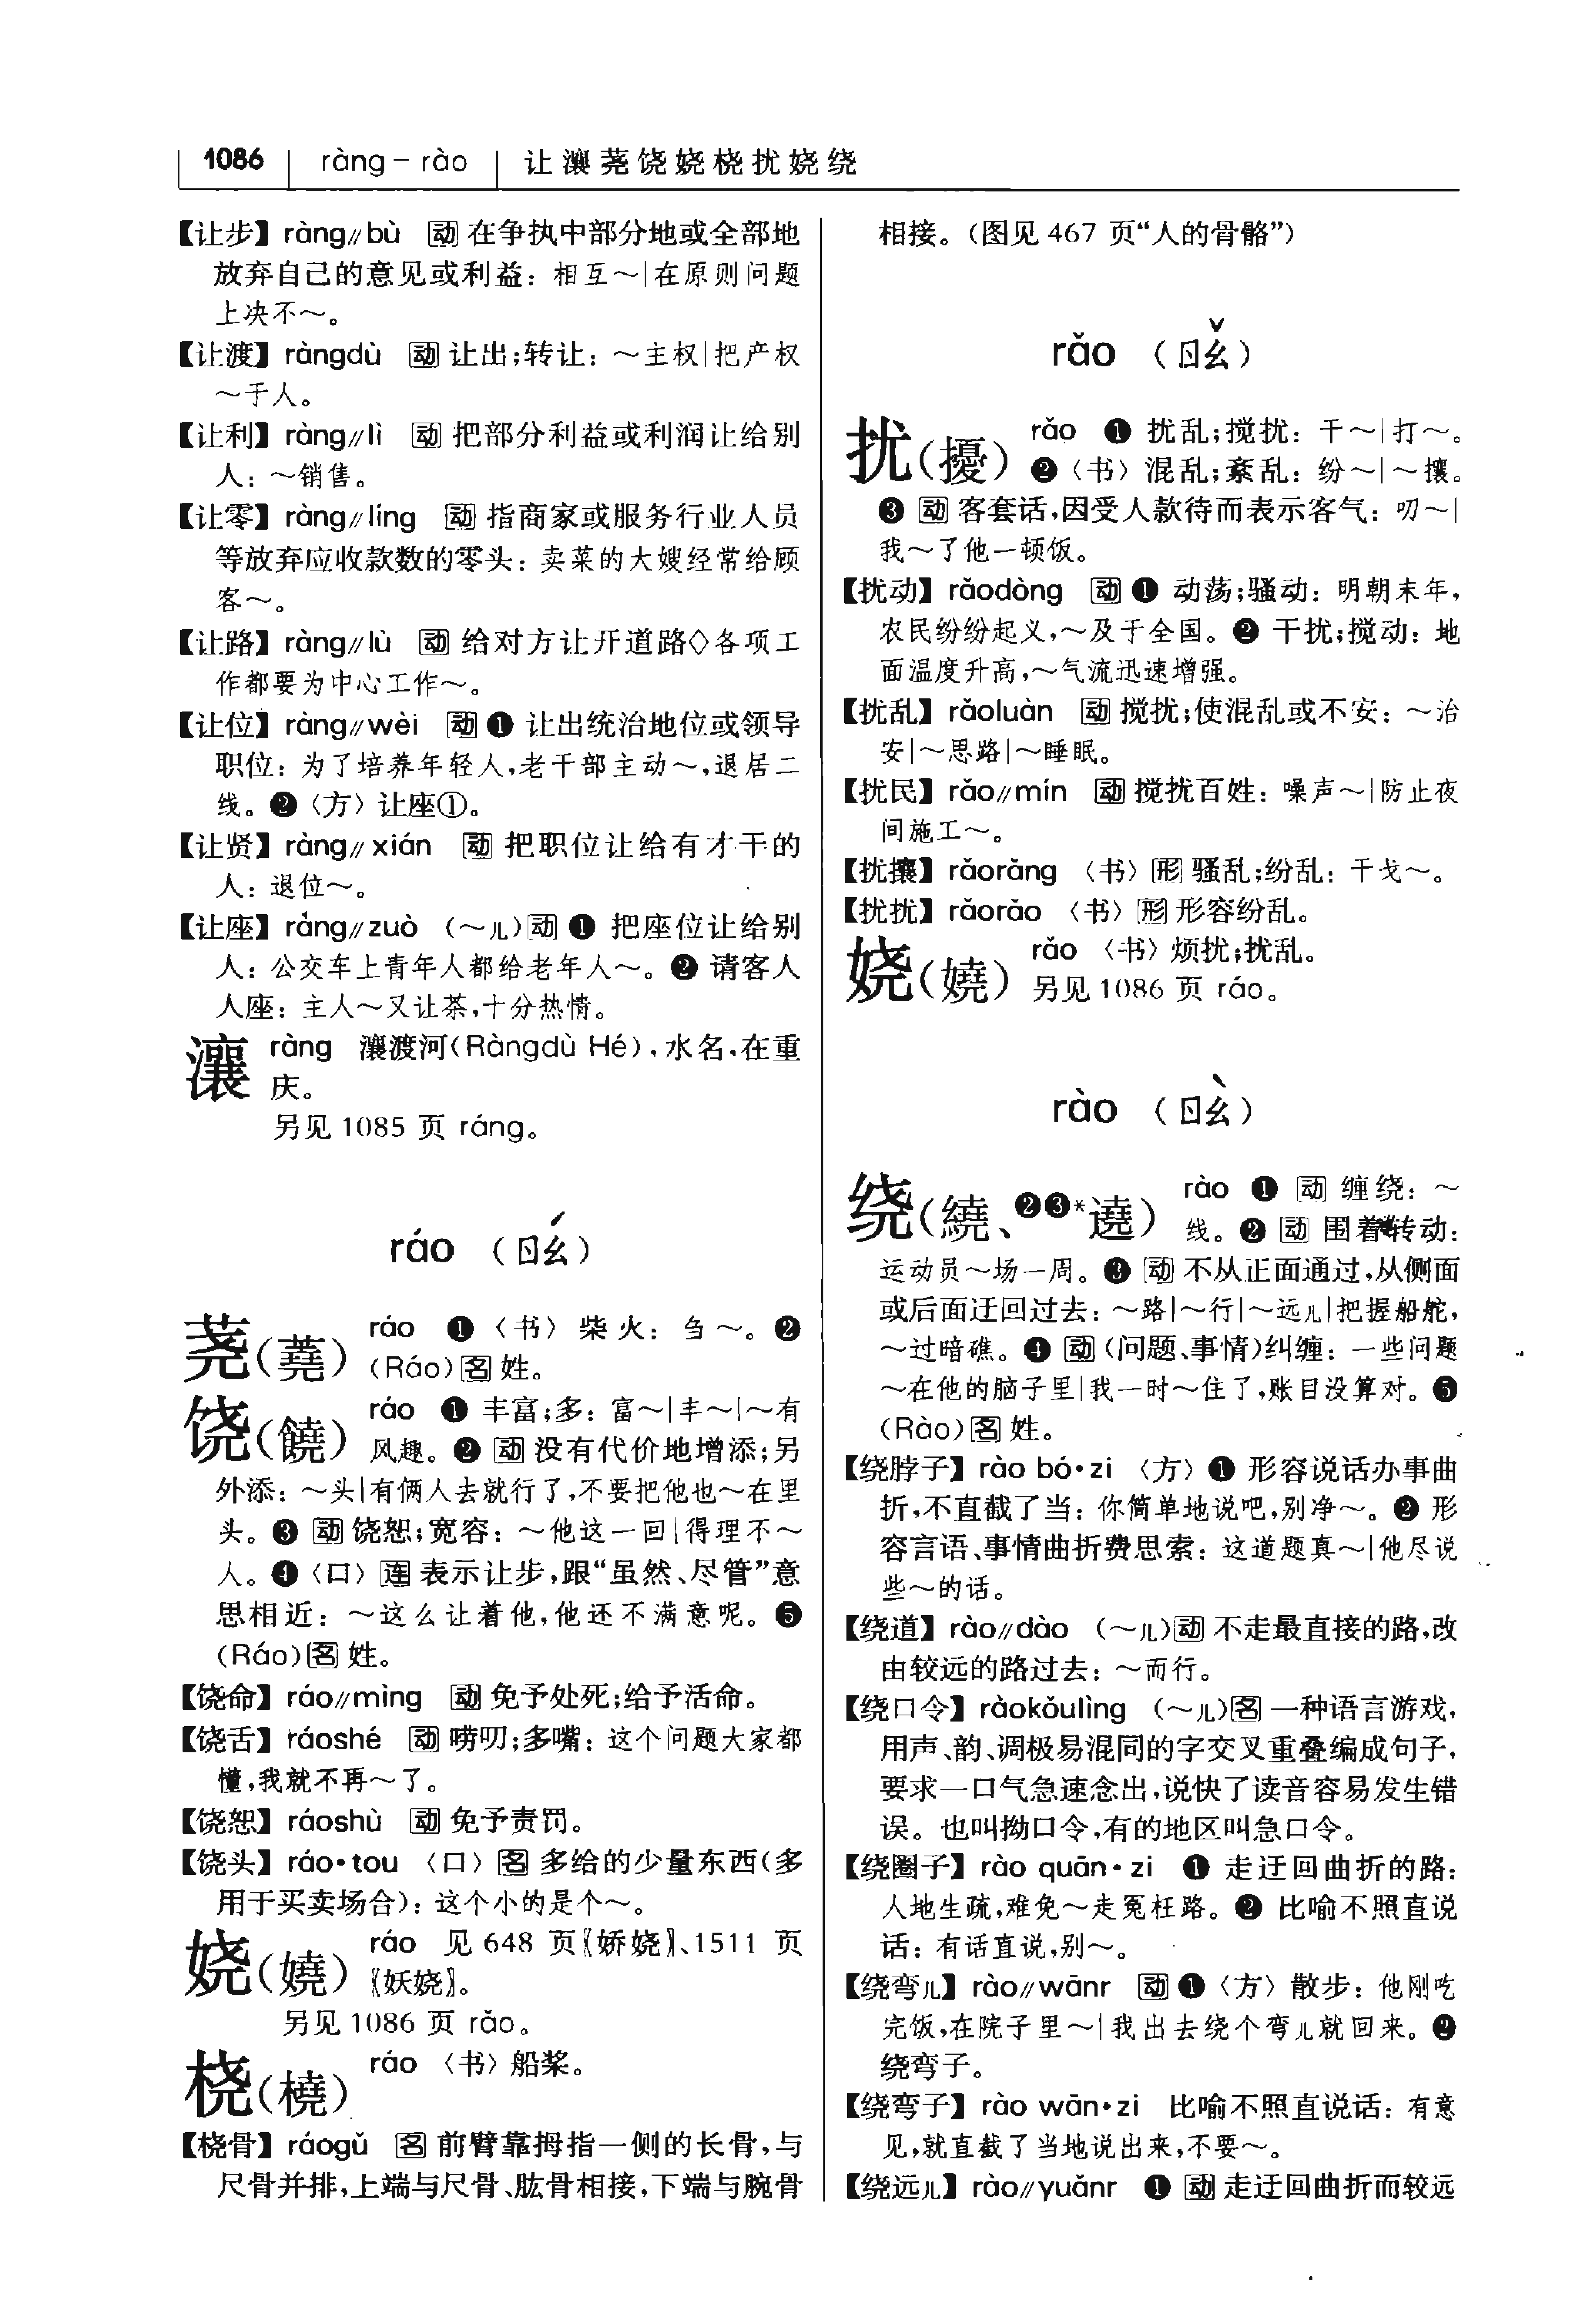 1086 ràng－rào 让瀼荛饶娆桡扰娆绕
【让步】ràng∥bù 动 在争执中部分地或全部地
放弃自己的意见或利益：相互～|在原则问题
上决不～。
【让渡】ràngdù 动 让出;转让：～主权|把产权
～于人。
【让利】ràng∥lì 动 把部分利益或利润让给别
人：～销售。
【让零】ràng∥líng 动 指商家或服务行业人员
等放弃应收款数的零头：卖菜的大嫂经常给顾
客～。
【让路】ràng∥lù 动 给对方让开道路◇各项工
作都要为中心工作～。
【让位】ràng∥wèi 动 ❶ 让出统治地位或领导
职位：为了培养年轻人,老干部主动～,退居二
线。❷〈方〉让座①。
【让贤】ràng∥xián 动 把职位让给有才干的
人：退位～。
【让座】ràng∥zuò （～儿）动 ❶ 把座位让给别
人：公交车上青年人都给老年人～。❷ 请客人
人座：主人～又让茶,十分热情。
瀼 ràng 瀼渡河(Ràngdù Hé),水名,在重
庆。
另见1085页 ráng。
ráo （ㄖㄠˊ）
荛(蕘) ráo ❶〈书〉柴火：刍～。❷
(Ráo)名 姓。
饶(饒) ráo ❶ 丰富;多：富～|丰～|～有
风趣。❷ 动 没有代价地增添;另
外添：～头|有俩人去就行了,不要把他也～在里
头。❸ 动 饶恕;宽容：～他这一回|得理不～
人。❹〈口〉连 表示让步,跟“虽然、尽管”意
思相近：～这么让着他,他还不满意呢。❺
(Ráo)名 姓。
【饶命】ráo∥mìng 动 免予处死;给予活命。
【饶舌】ráoshé 动 唠叨;多嘴：这个问题大家都
懂,我就不再～了。
【饶恕】ráoshù 动 免予责罚。
【饶头】ráo·tou 〈口〉名 多给的少量东西(多
用于买卖场合)：这个小的是个～。
娆(嬈) ráo 见648页〖娇娆〗、1511页
〖妖娆〗。
另见1086页 rǎo。
桡(橈) ráo 〈书〉船桨。
【桡骨】ráogǔ 名 前臂靠拇指一侧的长骨,与
尺骨并排,上端与尺骨、肱骨相接,下端与腕骨
相接。(图见467页“人的骨骼”)
rǎo （ㄖㄠˇ）
扰(擾) rǎo ❶ 扰乱;搅扰：干～|打～。
❷〈书〉混乱;紊乱：纷～|～攘。
❸ 动 客套话,因受人款待而表示客气：叨～|
我～了他一顿饭。
【扰动】rǎodòng 动 ❶ 动荡;骚动：明朝末年,
农民纷纷起义,～及于全国。❷ 干扰;搅动：地
面温度升高,～气流迅速增强。
【扰乱】rǎoluàn 动 搅扰;使混乱或不安：～治
安|～思路|～睡眠。
【扰民】rǎo∥mín 动 搅扰百姓：噪声～|防止夜
间施工～。
【扰攘】rǎorǎng 〈书〉形 骚乱;纷乱：干戈～。
【扰扰】rǎorǎo 〈书〉形 形容纷乱。
娆(嬈) rǎo 〈书〉烦扰;扰乱。
另见1086页 ráo。
rào （ㄖㄠˋ）
绕(繞、❷❸*遶) rào ❶ 动 缠绕：～
线。❷ 动 围着转动：
运动员～场一周。❸ 动 不从正面通过,从侧面
或后面迂回过去：～路|～行|～远儿|把握船舵,
～过暗礁。❹ 动 (问题、事情)纠缠：一些问题
～在他的脑子里|我一时～住了,账目没算对。❺
(Rào)名 姓。
【绕脖子】rào bó·zi 〈方〉❶ 形容说话办事曲
折,不直截了当：你简单地说吧,别净～。❷ 形
容言语、事情曲折费思索：这道题真～|他尽说
些～的话。
【绕道】rào∥dào （～儿）动 不走最直接的路,改
由较远的路过去：～而行。
【绕口令】ràokǒulìng （～儿）名 一种语言游戏,
用声、韵、调极易混同的字交叉重叠编成句子,
要求一口气急速念出,说快了读音容易发生错
误。也叫拗口令,有的地区叫急口令。
【绕圈子】rào quān·zi ❶ 走迂回曲折的路：
人地生疏,难免～走冤枉路。❷ 比喻不照直说
话：有话直说,别～。
【绕弯儿】rào∥wānr 动 ❶〈方〉散步：他刚吃
完饭,在院子里～|我出去绕个弯儿就回来。❷
绕弯子。
【绕弯子】rào wān·zi 比喻不照直说话：有意
见,就直截了当地说出来,不要～。
【绕远儿】rào∥yuǎnr ❶ 动 走迂回曲折而较远